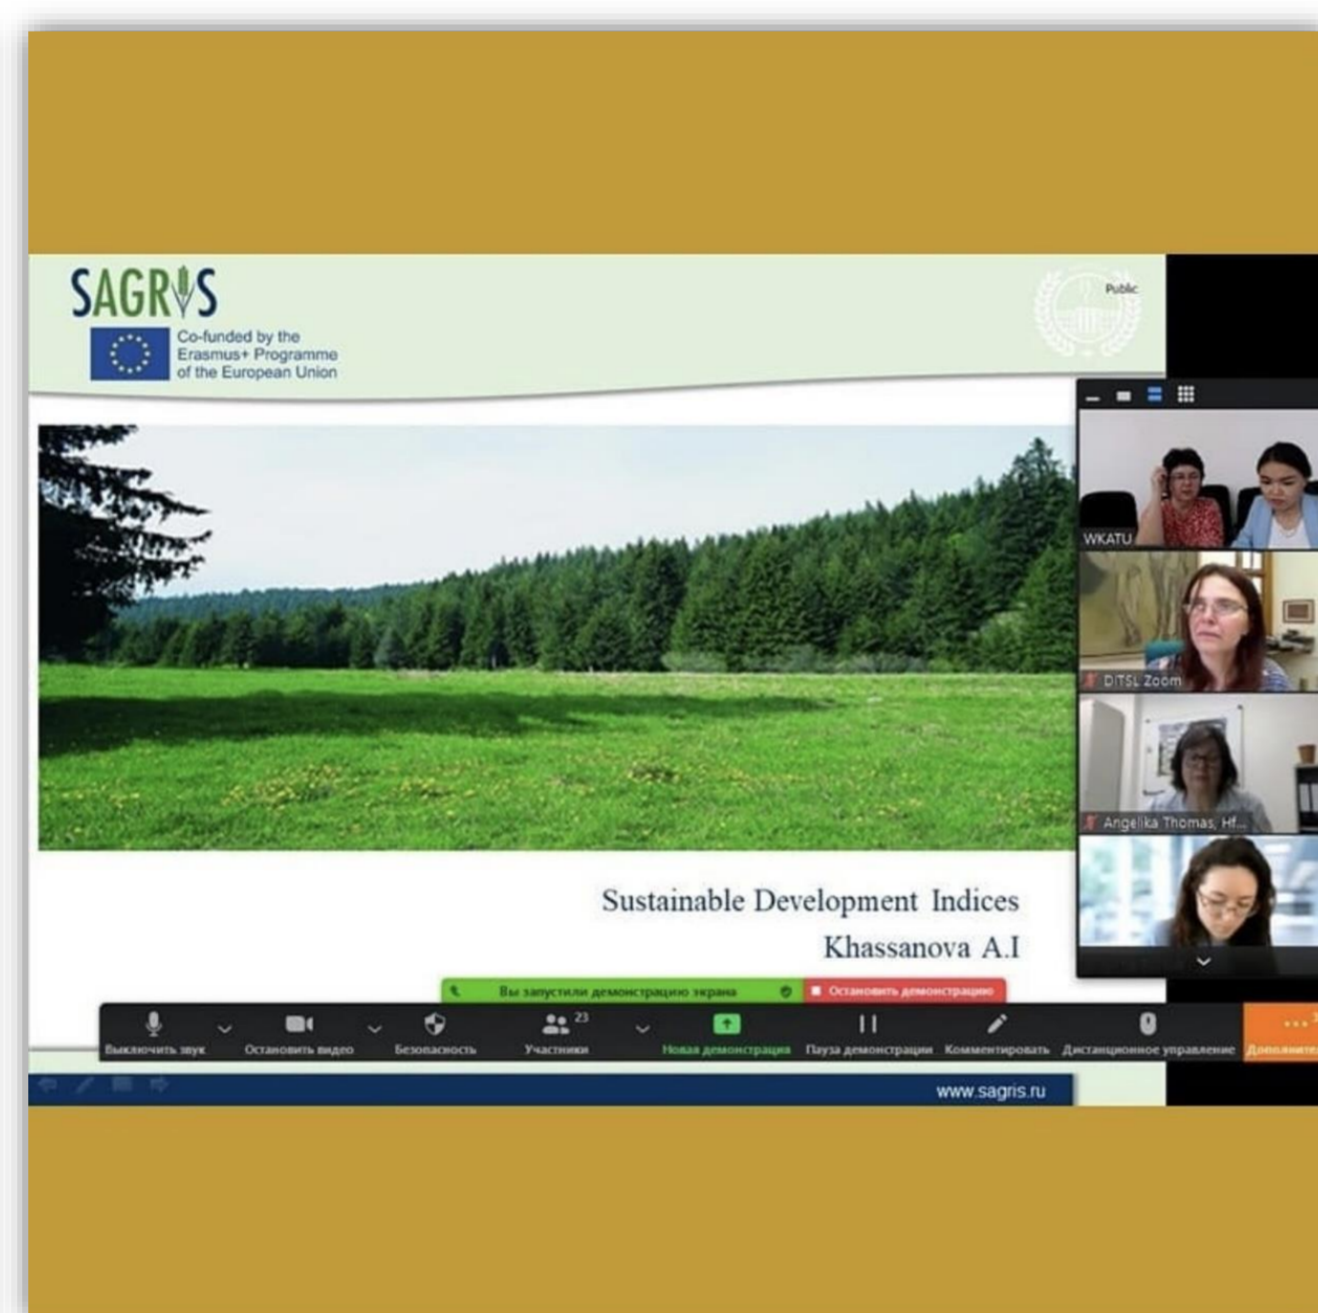 SAGRIS
Co-funded by the
Erasmus+ Programme
of the European Union
Public
WKATU
DITSL Zoom
Angelika Thomas, Hf...
Sustainable Development Indices
Khassanova A.I
Вы запустили демонстрацию экрана
Остановить демонстрацию
Выключить звук
Остановить видео
Безопасность
23
Участники
Новая демонстрация
Пауза демонстрации
Комментировать
Дистанционное управление
Дополните
www.sagris.ru